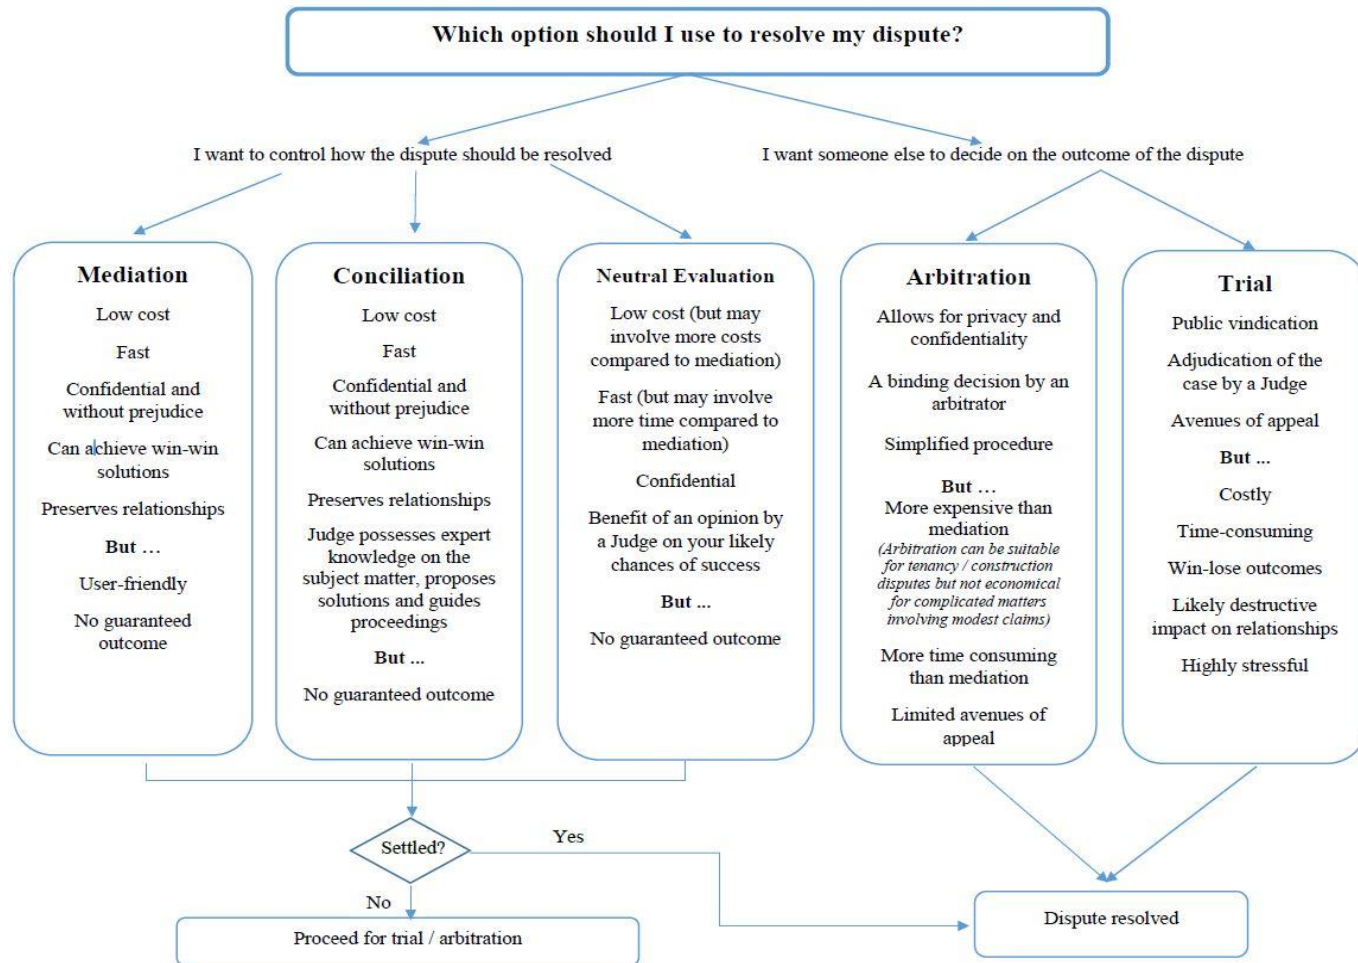 Which option should I use to resolve my dispute?
I want to control how the dispute should be resolved
I want someone else to decide on the outcome of the dispute
Mediation
Low cost
Fast
Confidential and
without prejudice
Can achieve win-win
solutions
Preserves relationships
But …
User-friendly
No guaranteed
outcome
Conciliation
Low cost
Fast
Confidential and
without prejudice
Can achieve win-win
solutions
Preserves relationships
Judge possesses expert
knowledge on the
subject matter, proposes
solutions and guides
proceedings
But ...
No guaranteed outcome
Neutral Evaluation
Low cost (but may
involve more costs
compared to mediation)
Fast (but may involve
more time compared to
mediation)
Confidential
Benefit of an opinion by
a Judge on your likely
chances of success
But ...
No guaranteed outcome
Arbitration
Allows for privacy and
confidentiality
A binding decision by an
arbitrator
Simplified procedure
But …
More expensive than
mediation
(Arbitration can be suitable
for tenancy / construction
disputes but not economical
for complicated matters
involving modest claims)
More time consuming
than mediation
Limited avenues of
appeal
Trial
Public vindication
Adjudication of the
case by a Judge
Avenues of appeal
But ...
Costly
Time-consuming
Win-lose outcomes
Likely destructive
impact on relationships
Highly stressful
Settled?
Yes
No
Proceed for trial / arbitration
Dispute resolved